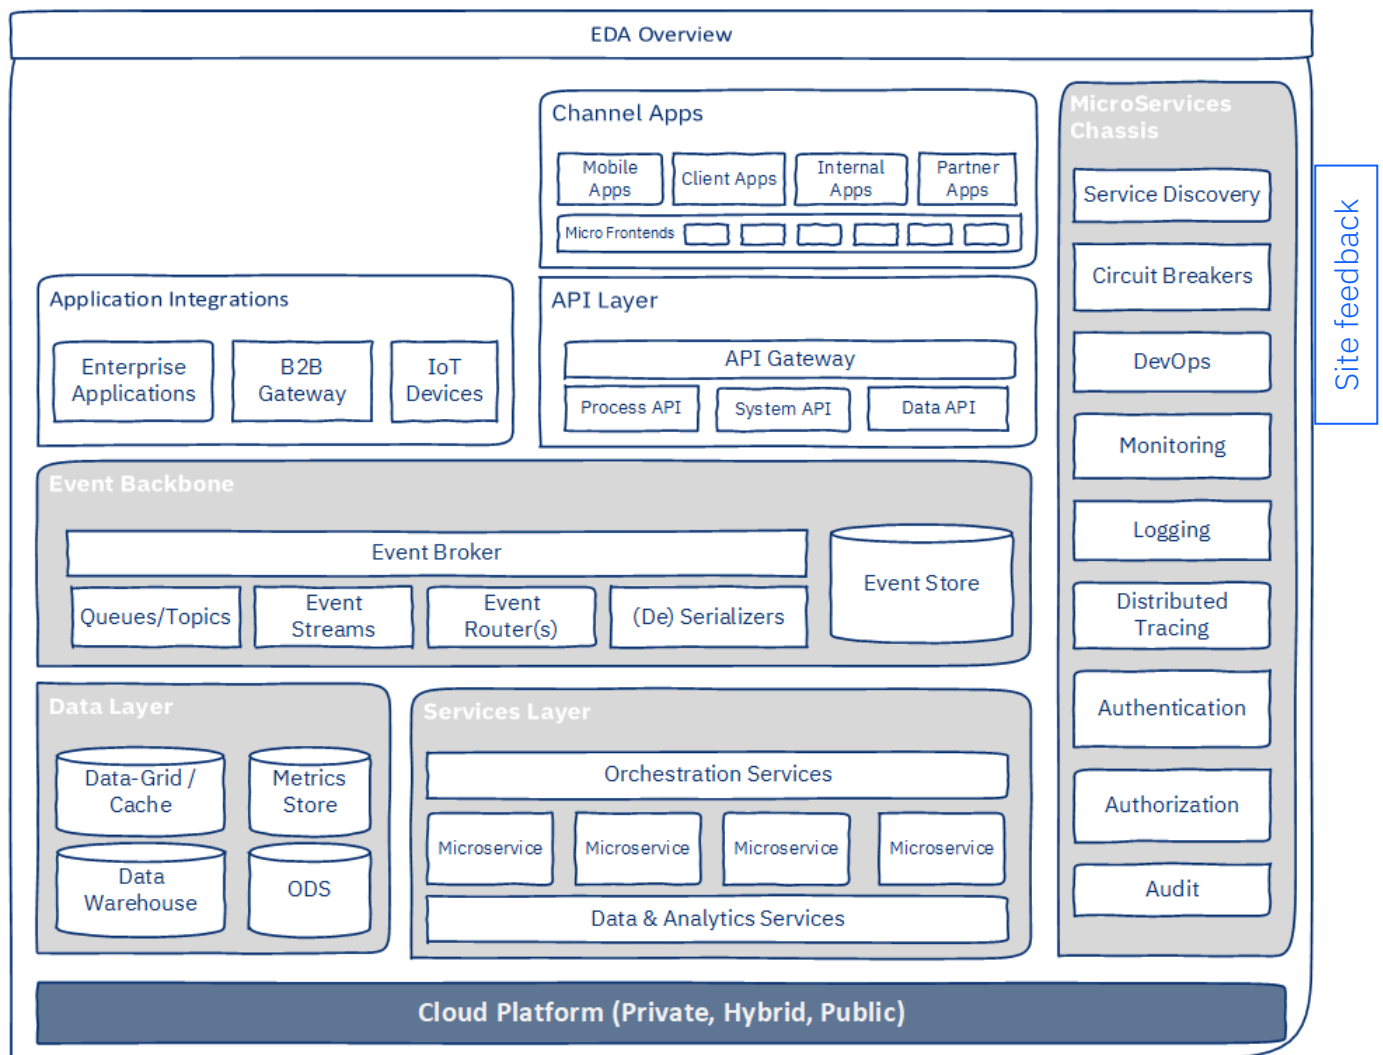 EDA Overview
Channel Apps
Mobile
Apps
Client Apps
Internal
Apps
Partner
Apps
Micro Frontends
MicroServices
Chassis
Service Discovery
Circuit Breakers
DevOps
Monitoring
Logging
Distributed
Tracing
Authentication
Authorization
Audit
Site feedback
Application Integrations
Enterprise
Applications
B2B
Gateway
IoT
Devices
API Layer
API Gateway
Process API
System API
Data API
Event Backbone
Event Broker
Queues/Topics
Event
Streams
Event
Router(s)
(De) Serializers
Event Store
Data Layer
Data-Grid /
Cache
Metrics
Store
Data
Warehouse
ODS
Services Layer
Orchestration Services
Microservice
Microservice
Microservice
Microservice
Data & Analytics Services
Cloud Platform (Private, Hybrid, Public)